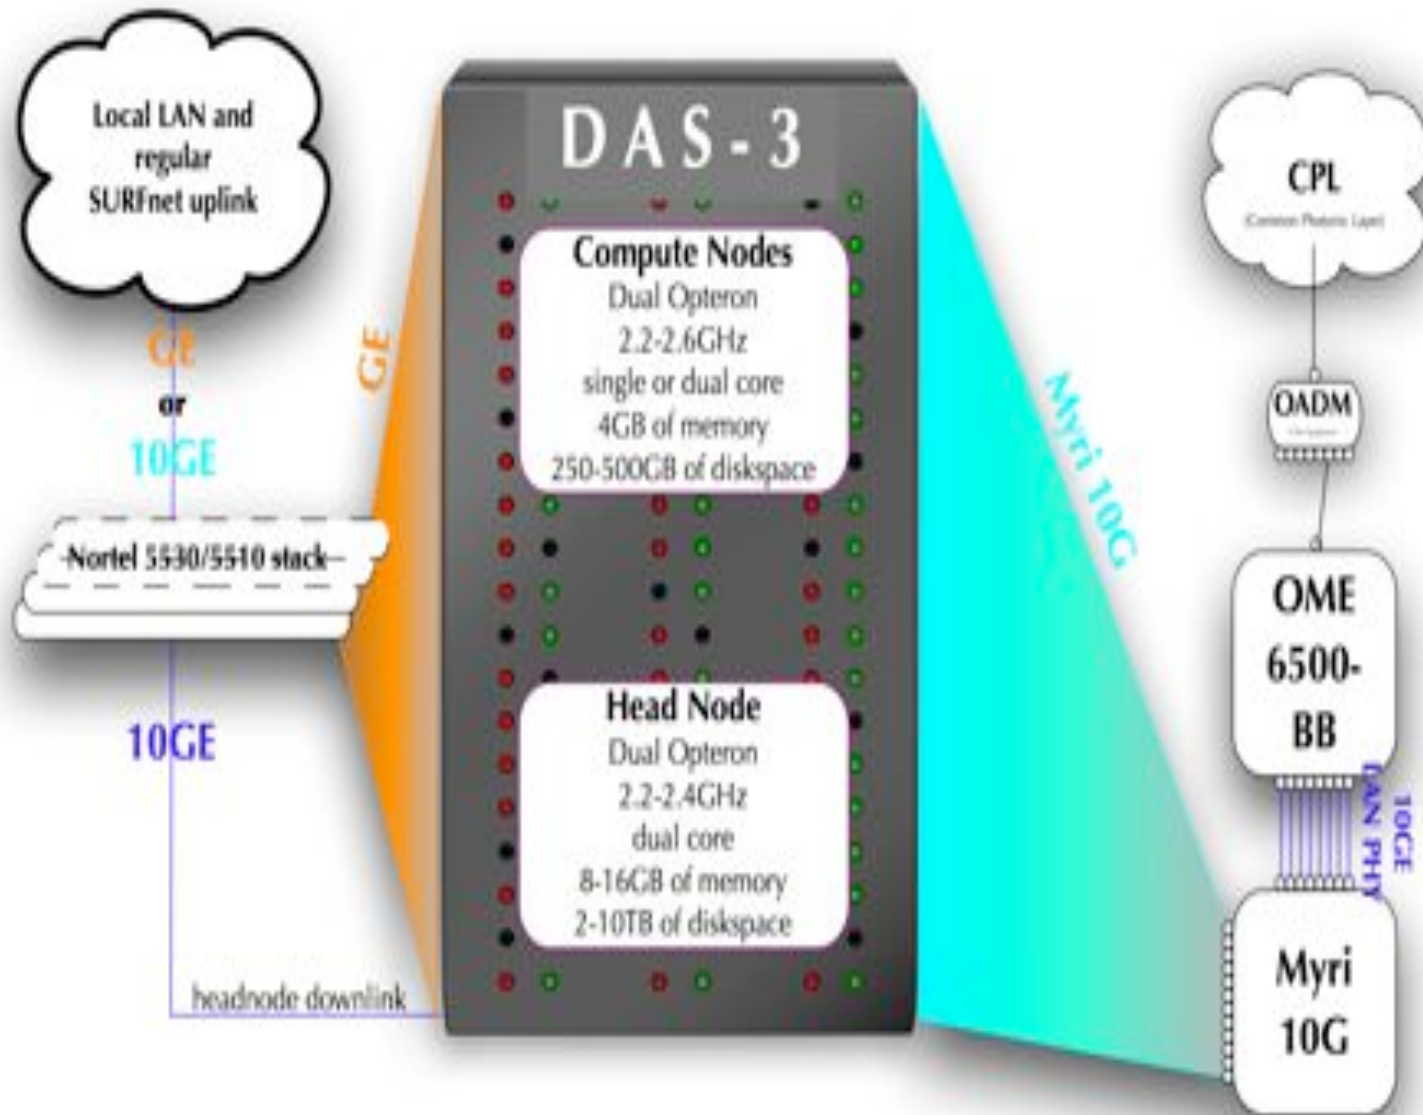 Local LAN and
regular
SURFnet uplink
GE
or
10GE
Nortel 5530/5510 stack
10GE
headnode downlink
GE
DAS-3
Compute Nodes
Dual Opteron
2.2-2.6GHz
single or dual core
4GB of memory
250-500GB of diskspace
Head Node
Dual Opteron
2.2-2.4GHz
dual core
8-16GB of memory
2-10TB of diskspace
Myri 10G
CPL
(Common Photonic Layer)
OADM
OME
6500-
BB
10GE
LAN PHY
Myri
10G